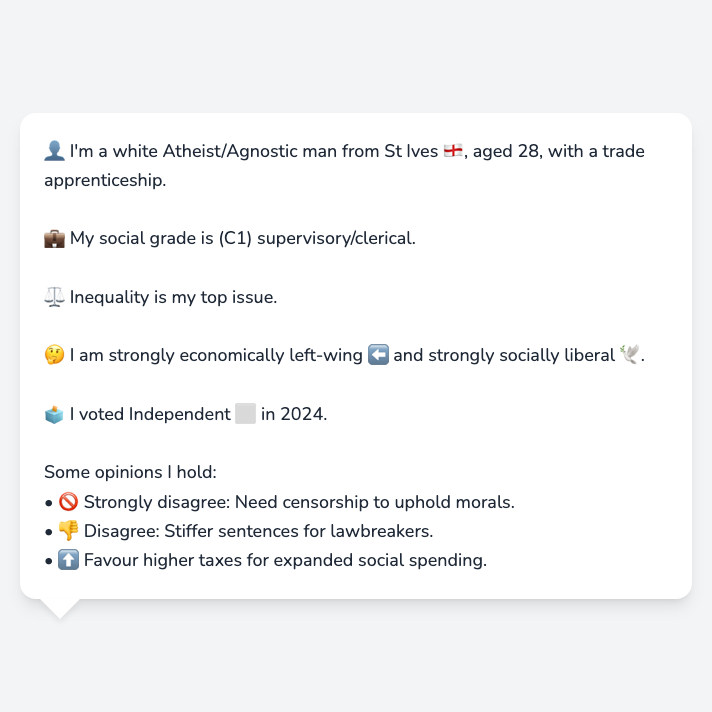 👤 I'm a white Atheist/Agnostic man from St Ives 🏴󠁧󠁢󠁥󠁮󠁧󠁿, aged 28, with a trade
apprenticeship.
💼 My social grade is (C1) supervisory/clerical.
⚖️ Inequality is my top issue.
🤔 I am strongly economically left-wing ⬅️ and strongly socially liberal 🕊️.
🗳️ I voted Independent ⬜ in 2024.
Some opinions I hold:
• 🚫 Strongly disagree: Need censorship to uphold morals.
• 👎 Disagree: Stiffer sentences for lawbreakers.
• ⬆️ Favour higher taxes for expanded social spending.